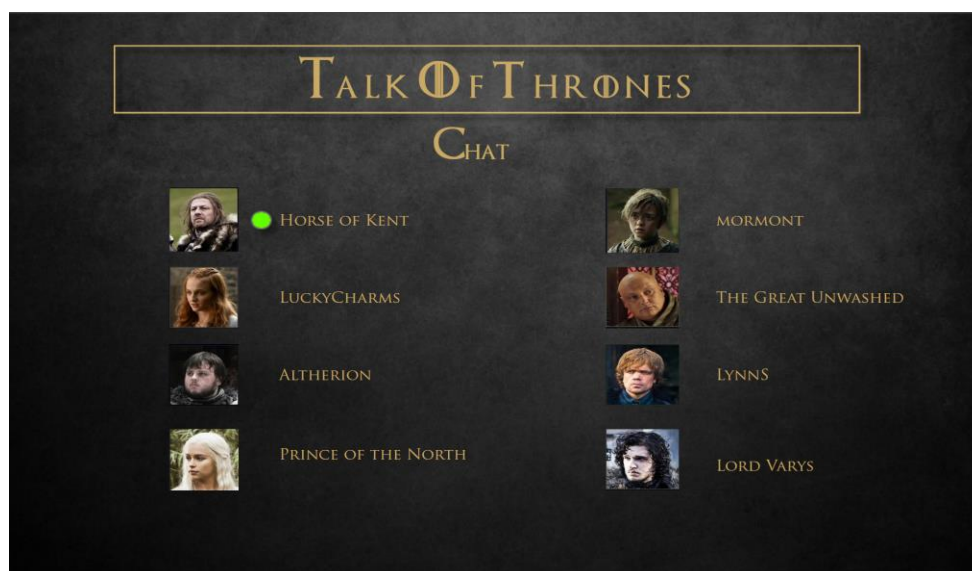 Talk Of Thrones
Chat
Horse of Kent
mormont
LuckyCharms
The Great Unwashed
Altherion
LynnS
Prince of the North
Lord Varys